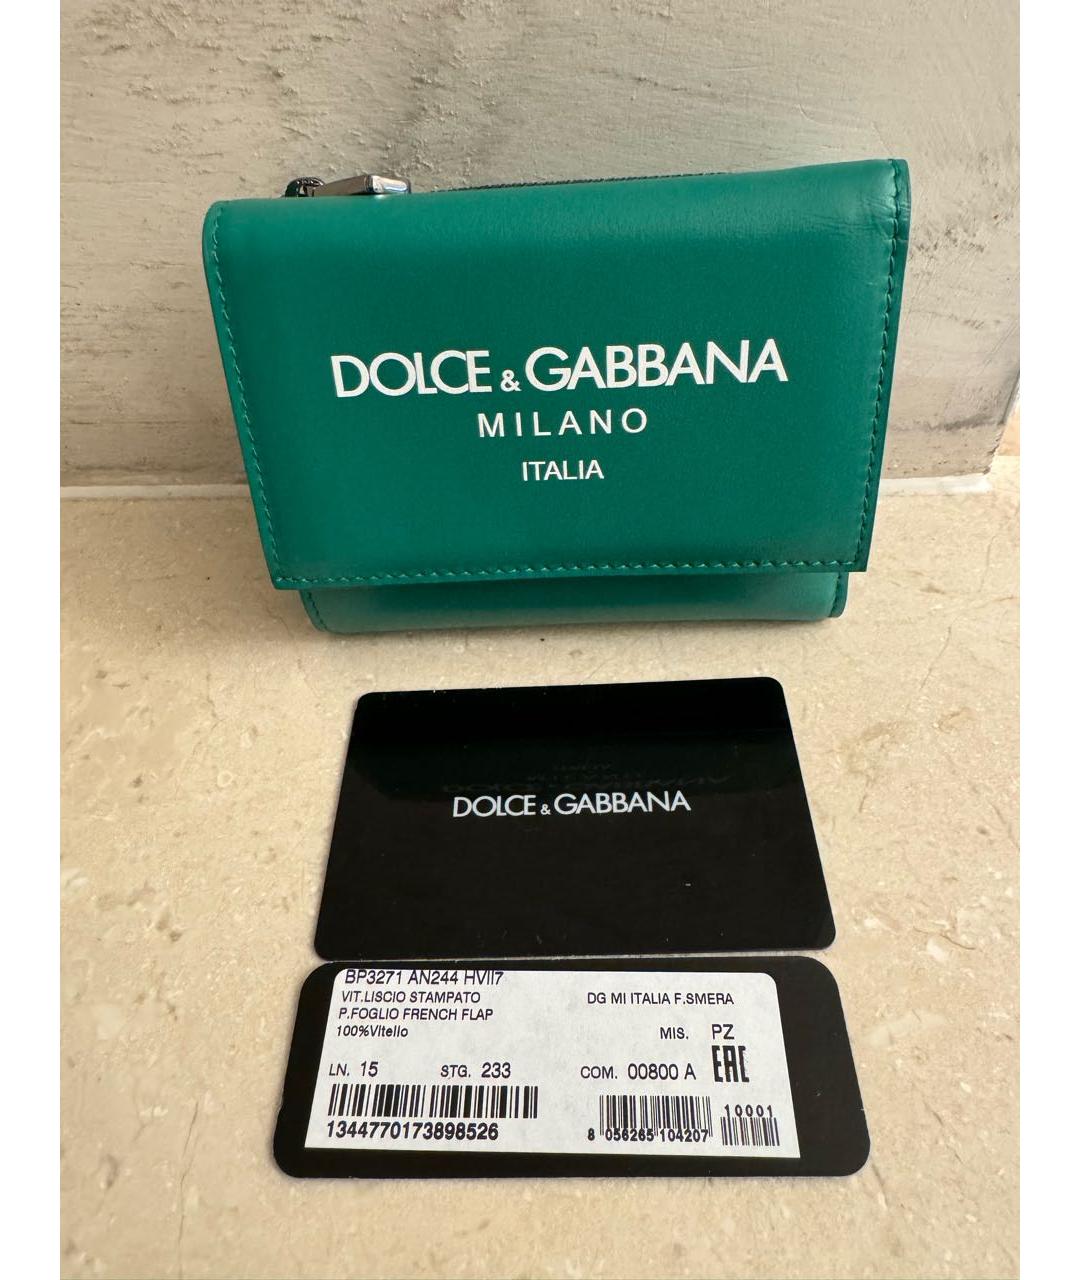 DOLCE & GABBANA
MILANO
ITALIA
DOLCE & GABBANA
BP3271 AN244 HVII7
VIT.LISCIO STAMPATO
DG MI ITALIA F.SMERA
P.FOGLIO FRENCH FLAP
100%Vitello
MIS. PZ
EAC
LN. 15 STG. 233 COM. 00800 A
10001
1344770173898526
8 056265 104207